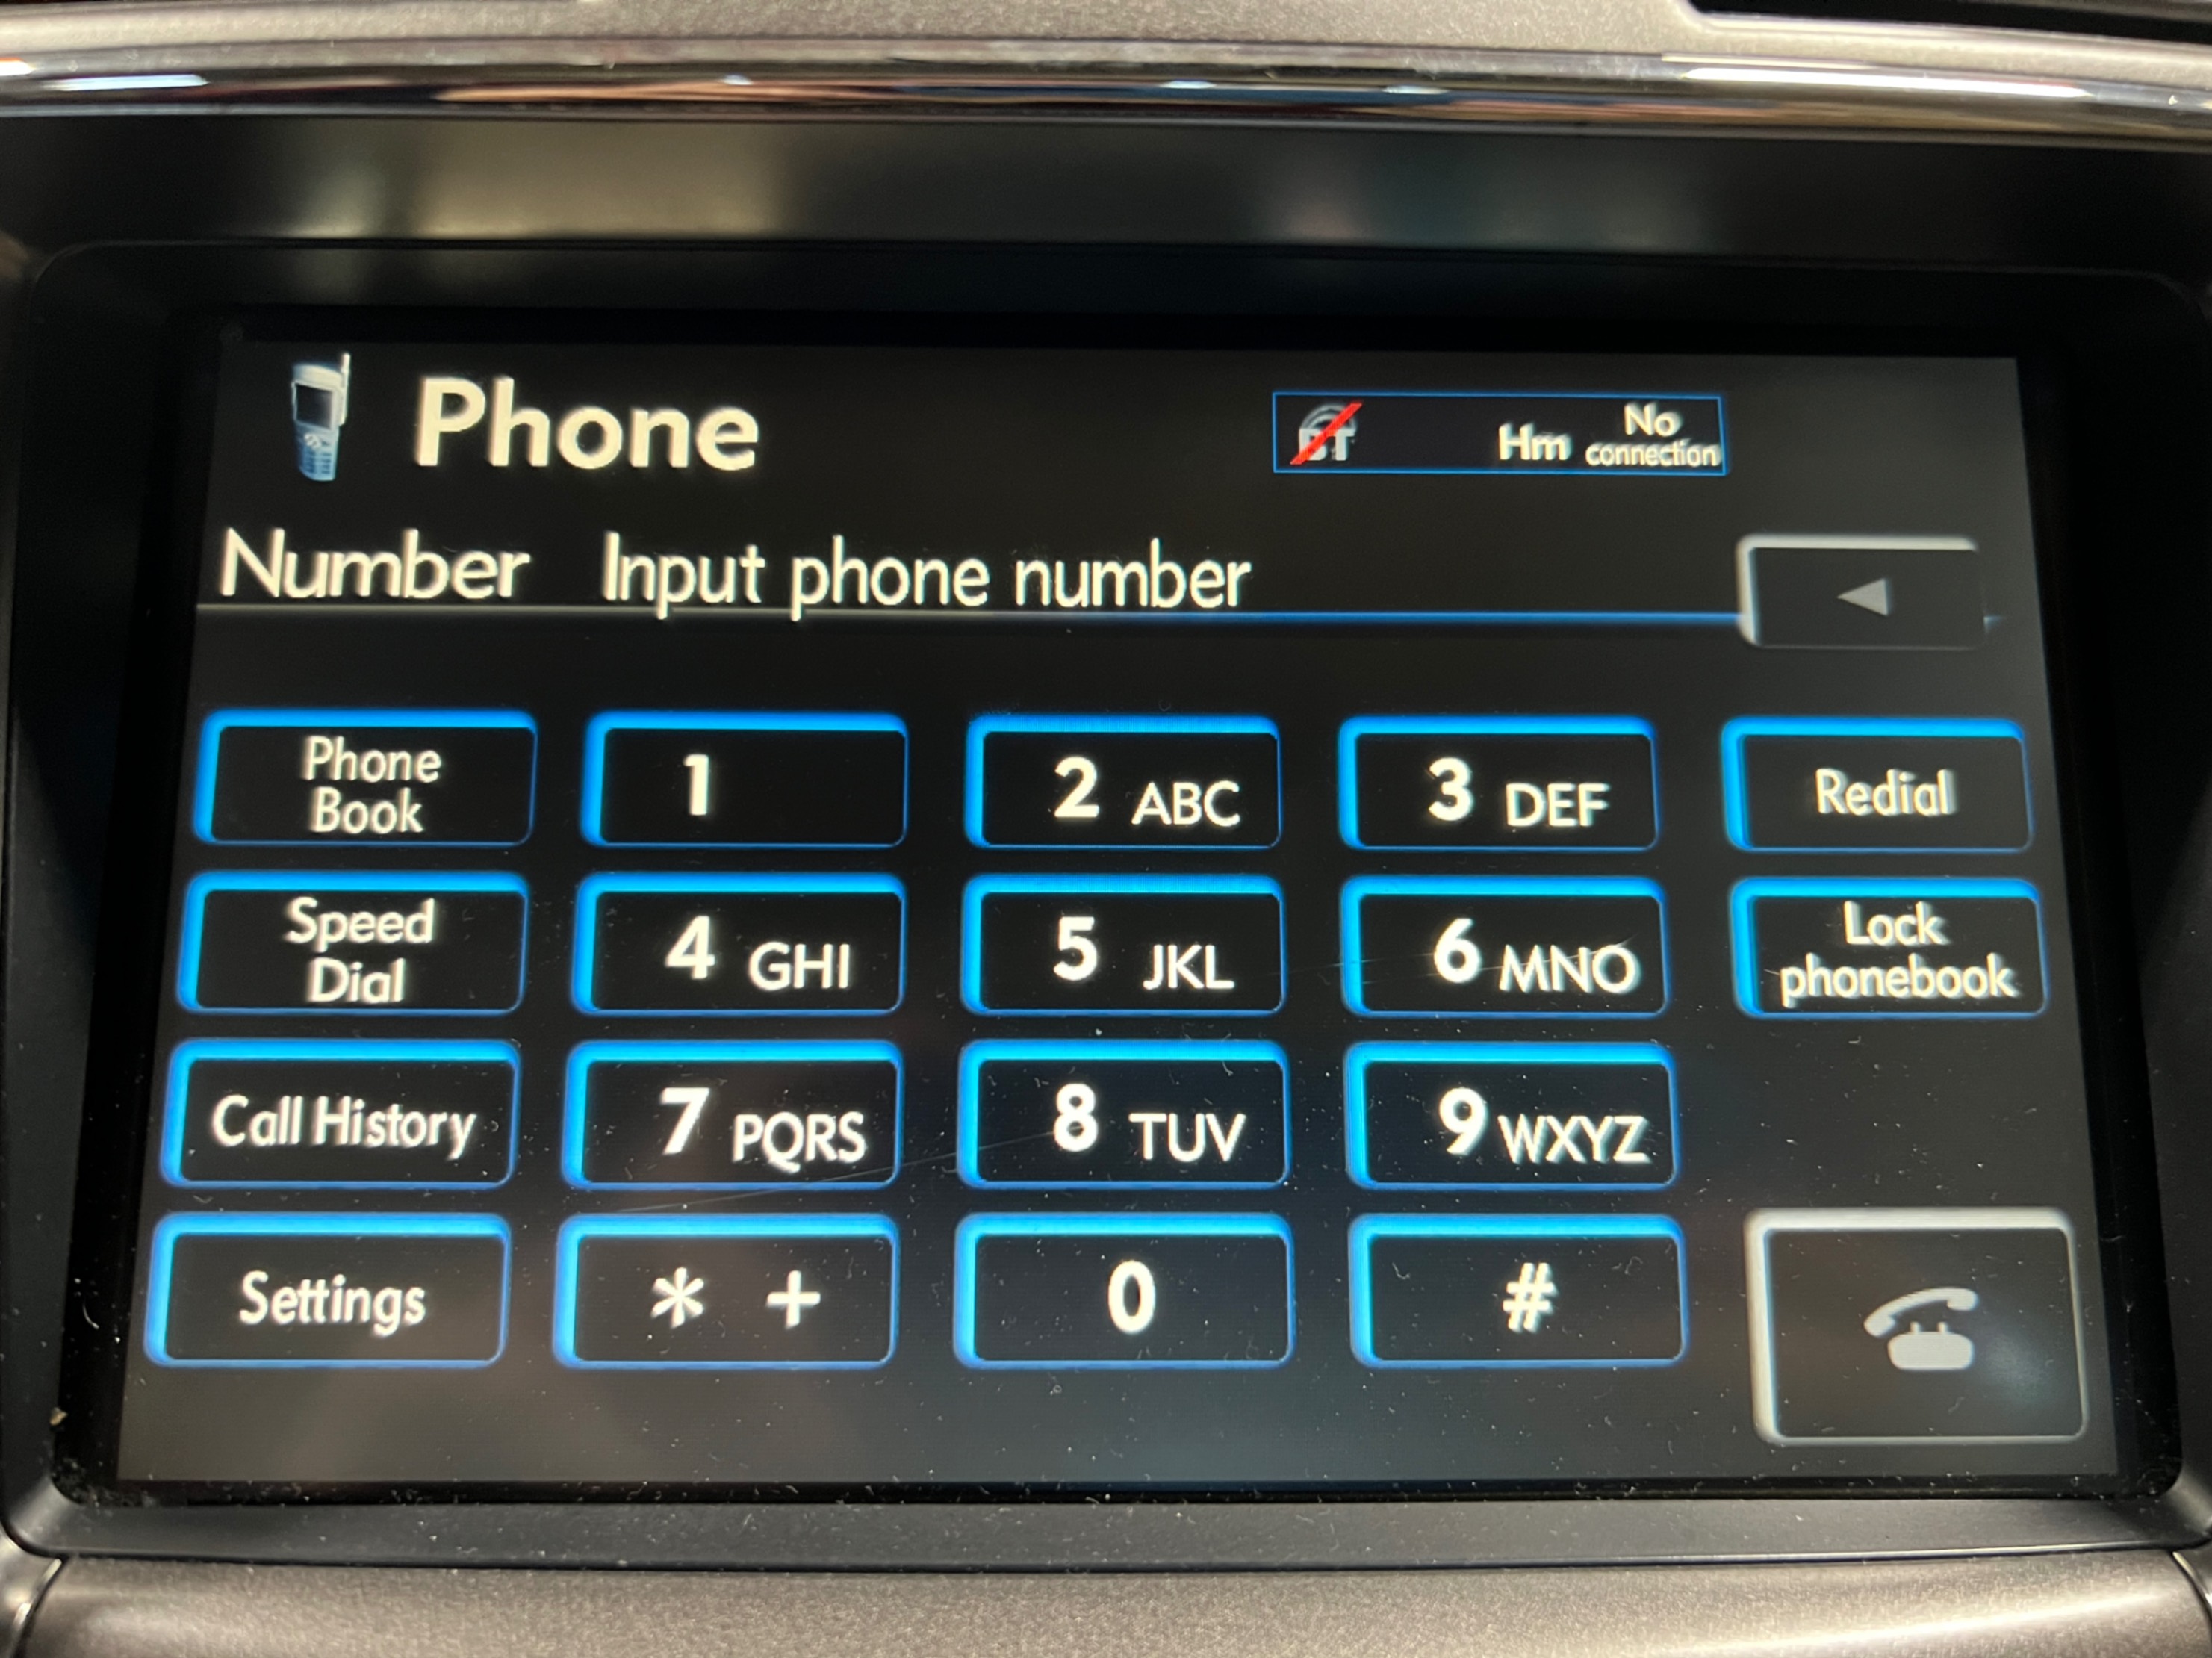 Phone
BT Hm No
connection
Number Input phone number
Phone
Book
1
2 ABC
3 DEF
Redial
Speed
Dial
4 GHI
5 JKL
6 MNO
Lock
phonebook
Call History
7 PQRS
8 TUV
9 WXYZ
Settings
* +
0
#